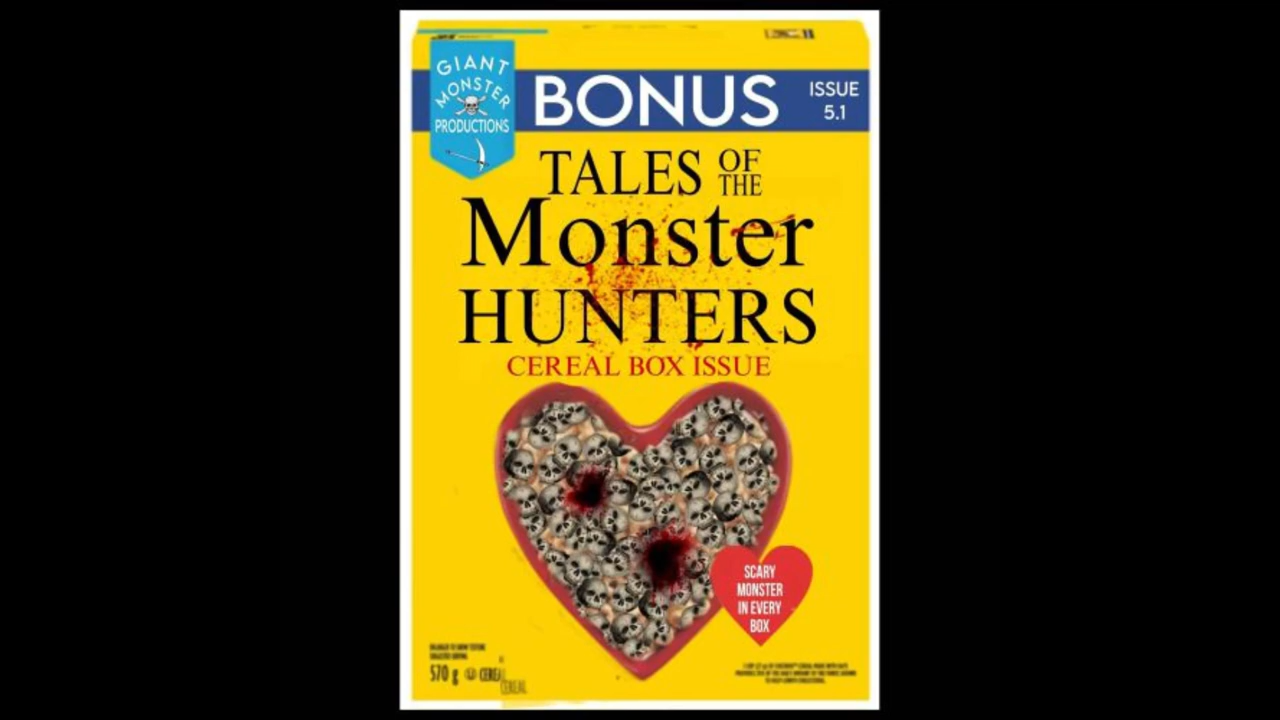 GIANT
MONSTER
PRODUCTIONS
BONUS
ISSUE
5.1
TALES OF
THE
Monster
HUNTERS
CEREAL BOX ISSUE
SCARY
MONSTER
IN EVERY
BOX
570 g
CEREAL